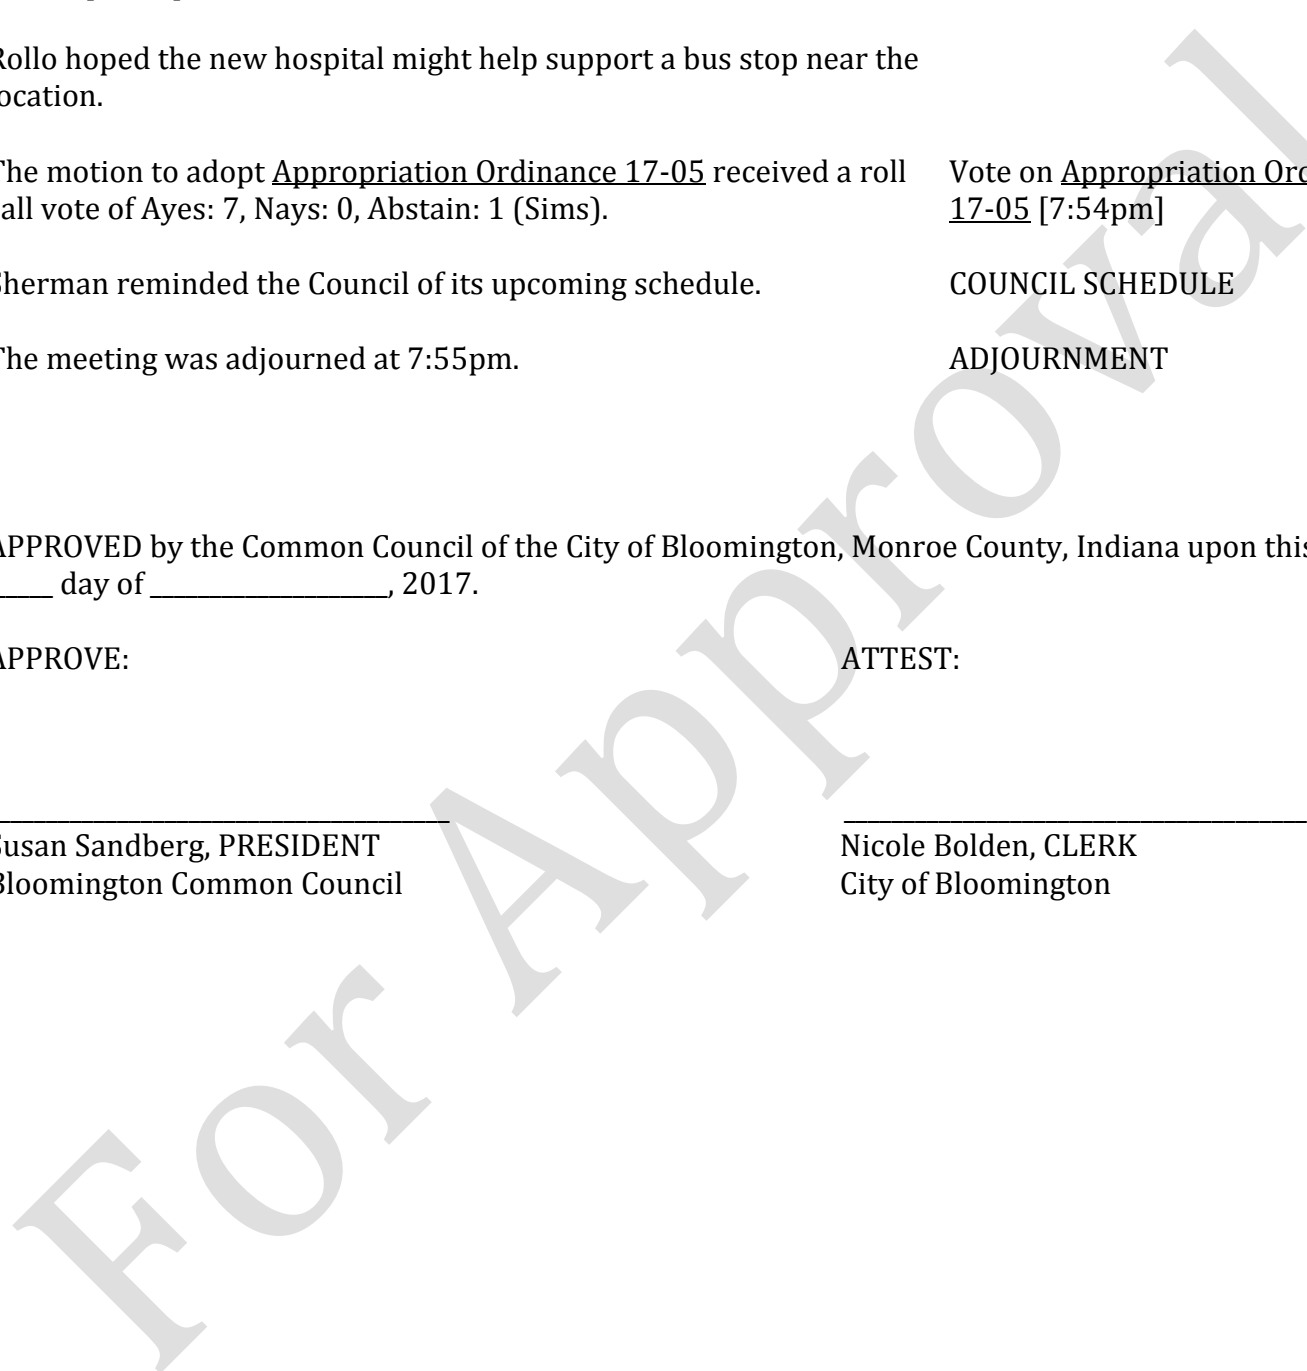 Rollo hoped the new hospital might help support a bus stop near the
location.
The motion to adopt Appropriation Ordinance 17-05 received a roll
call vote of Ayes: 7, Nays: 0, Abstain: 1 (Sims).
Vote on Appropriation Ord
17-05 [7:54pm]
Sherman reminded the Council of its upcoming schedule.
COUNCIL SCHEDULE
The meeting was adjourned at 7:55pm.
ADJOURNMENT
APPROVED by the Common Council of the City of Bloomington, Monroe County, Indiana upon this
_____ day of ____________________, 2017.
APPROVE:
ATTEST:
Susan Sandberg, PRESIDENT
Bloomington Common Council
Nicole Bolden, CLERK
City of Bloomington
For Approval